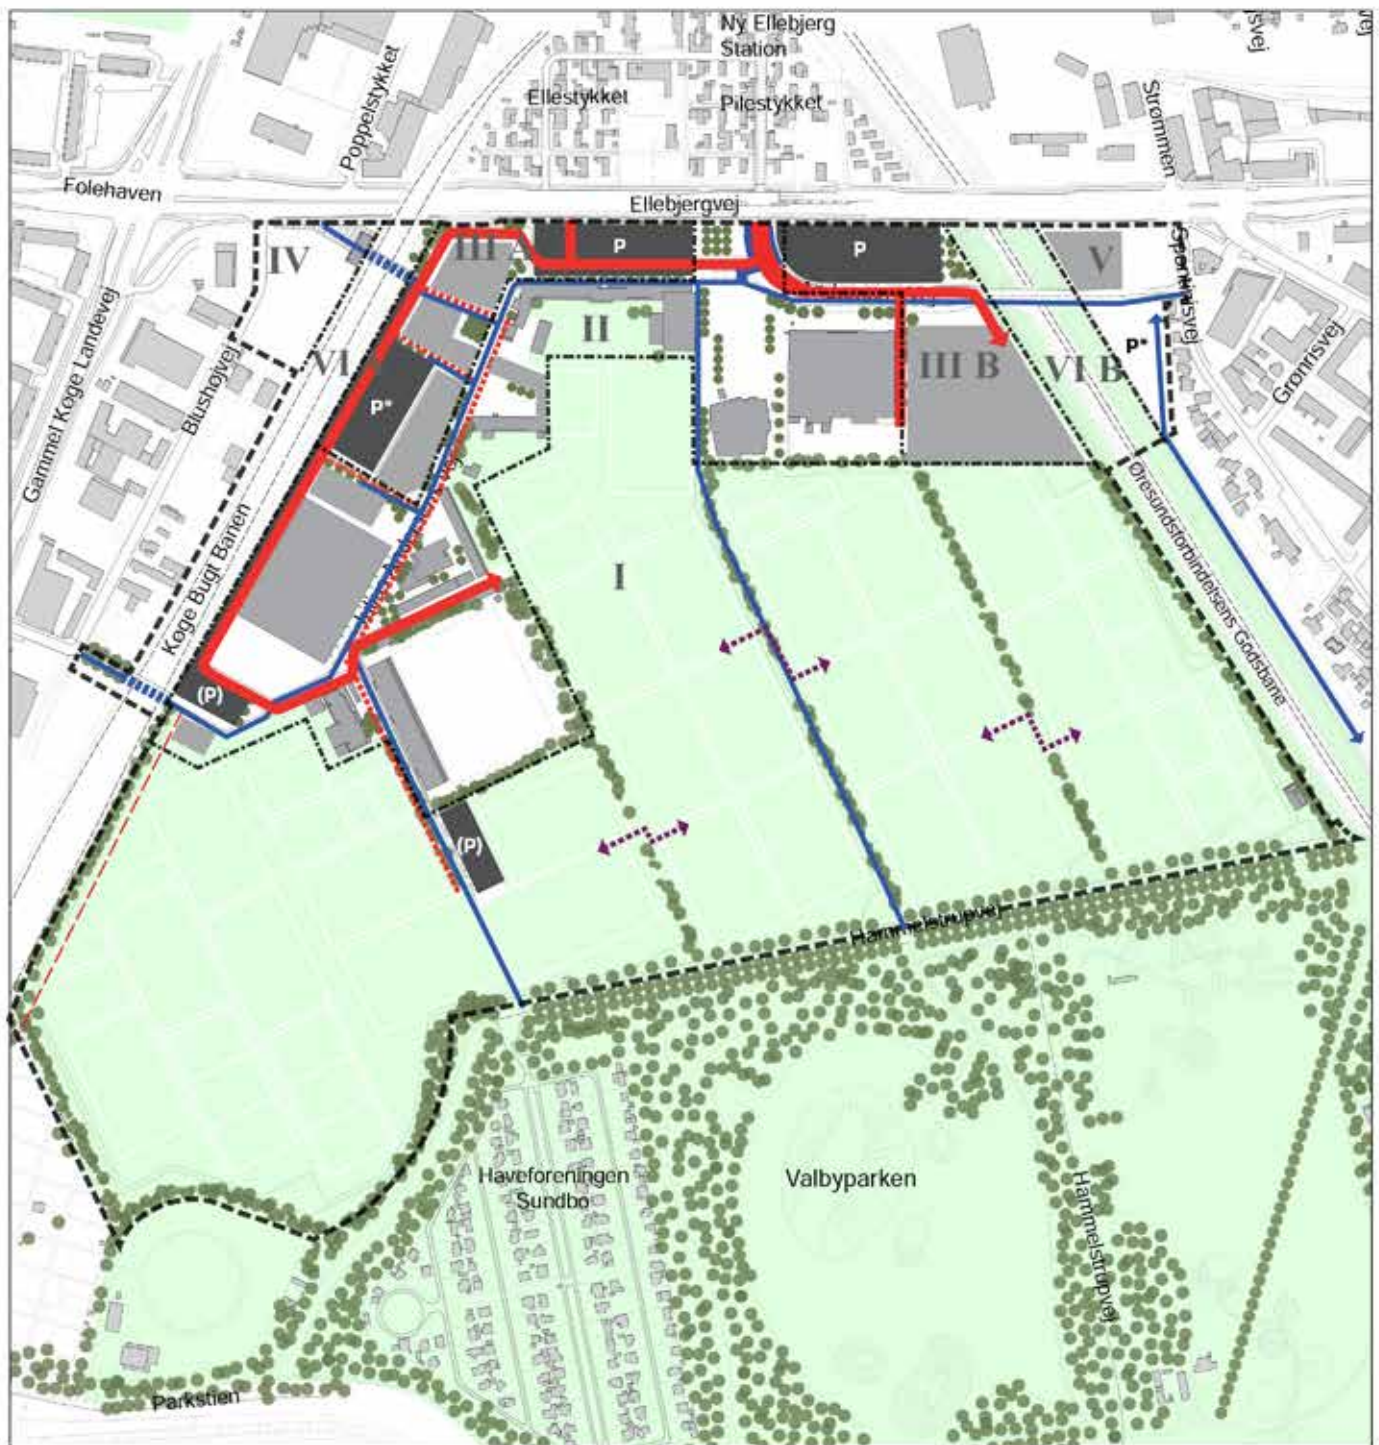 Ny Ellebjerg
Station
Poppelstykket
Ellestykket
Pilestykket
Strømmen
Folehaven
Ellebjergvej
IV
III A
P
P
V
II
VI
III B
VI B
P*
P*
Grønrisvej
Gammel Køge Landevej
Blushøjvej
Køge Bugt Banen
I
Øresundsforbindelsens Godsbane
(P)
(P)
Hammelstrupvej
Haveforeningen
Sundbo
Valbyparken
Hammelstrupvej
Parkstien